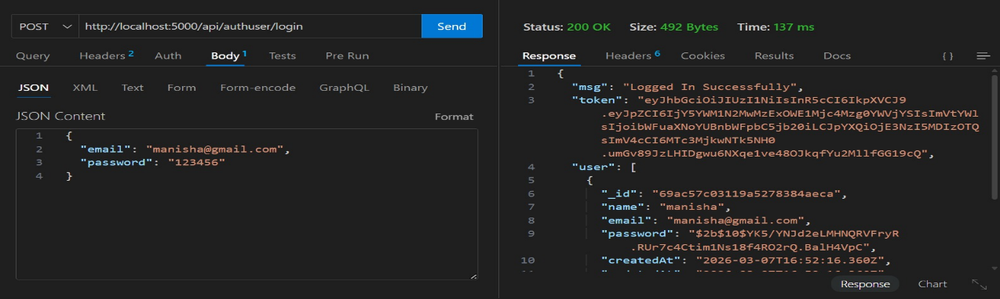 POST http://localhost:5000/api/authuser/login Send
Query Headers 2 Auth Body 1 Tests Pre Run
JSON XML Text Form Form-encode GraphQL Binary
JSON Content Format
1 {
2 "email": "manisha@gmail.com",
3 "password": "123456"
4 }
Status: 200 OK Size: 492 Bytes Time: 137 ms
Response Headers 6 Cookies Results Docs { }
1 {
2 "msg": "Logged In Successfully",
3 "token": "eyJhbGciOiJIUzI1NiIsInR5cCI6IkpXVCJ9
.eyJpZCI6IjY5YWM1N2MwMzExOWE1Mjc4Mzg0YWVjYSIsImVtYWl
sIjoibWFuaXNoYUBnbWFpbC5jb20iLCJpYXQiOjE3NzI5MDIzOTQ
sImV4cCI6MTc3MjkwNTk5NH0
.umGv89JzLHIDgwu6NXqe1ve48OJkqfYu2MllfGG19cQ",
4 "user": [
5 {
6 "_id": "69ac57c03119a5278384aeca",
7 "name": "manisha",
8 "email": "manisha@gmail.com",
9 "password": "$2b$10$YK5/YNJd2eLMHNQRVFryR
.RUr7c4Ctim1Ns18f4RO2rQ.BalH4VpC",
10 "createdAt": "2026-03-07T16:52:16.360Z",
Response Chart